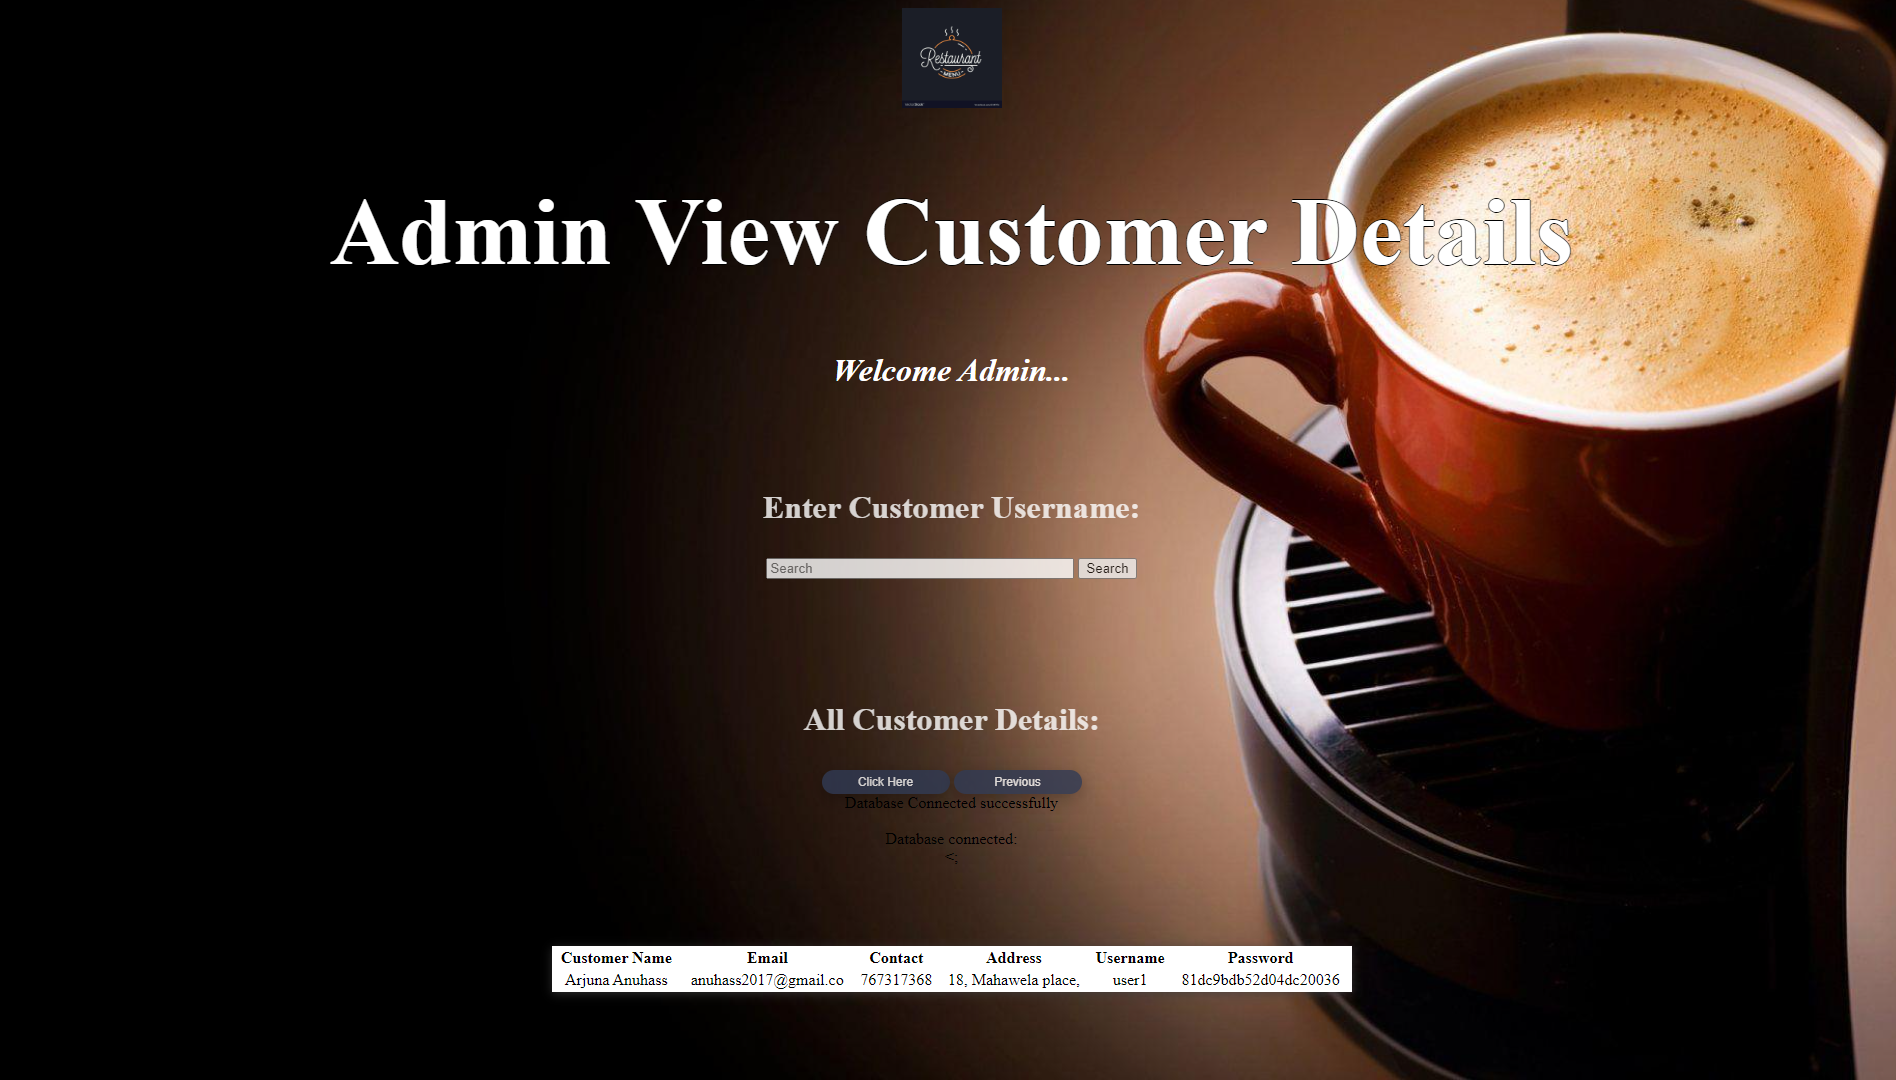 Restaurant
MENU
Admin View Customer Details
Welcome Admin...
Enter Customer Username:
Search Search
All Customer Details:
Click Here Previous
Database Connected successfully
Database connected:
<;
Customer Name Email Contact Address Username Password
Arjuna Anuhass anuhass2017@gmail.co 767317368 18, Mahawela place, user1 81dc9bdb52d04dc20036